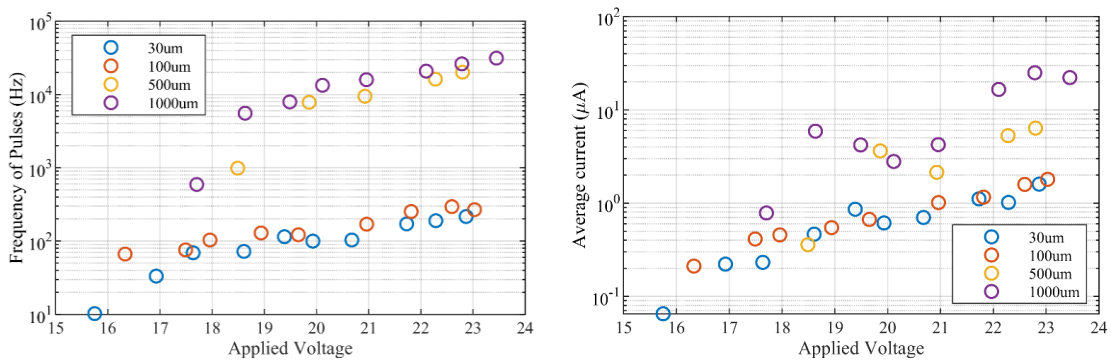 Frequency of Pulses (Hz)
10^5
10^4
10^3
10^2
10^1
30um
100um
500um
1000um
15 16 17 18 19 20 21 22 23 24
Applied Voltage
Average current (μA)
10^2
10^1
10^0
10^-1
30um
100um
500um
1000um
15 16 17 18 19 20 21 22 23 24
Applied Voltage